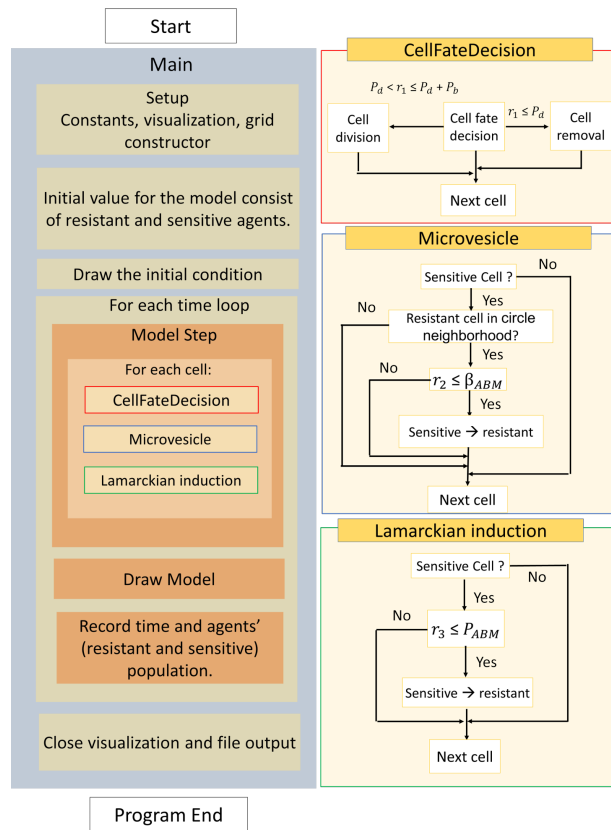 Start
Main
Setup
Constants, visualization, grid
constructor
Initial value for the model consist
of resistant and sensitive agents.
Draw the initial condition
For each time loop
Model Step
For each cell:
CellFateDecision
Microvesicle
Lamarckian induction
Draw Model
Record time and agents'
(resistant and sensitive)
population.
Close visualization and file output
Program End
CellFateDecision
P_d < r_1 ≤ P_d + P_b
Cell
division
Cell fate
decision
r_1 ≤ P_d
Cell
removal
Next cell
Microvesicle
Sensitive Cell ?
No
Yes
No
Resistant cell in circle
neighborhood?
Yes
No
r_2 ≤ β_ABM
Yes
Sensitive → resistant
Next cell
Lamarckian induction
Sensitive Cell ?
No
Yes
No
r_3 ≤ P_ABM
Yes
Sensitive → resistant
Next cell